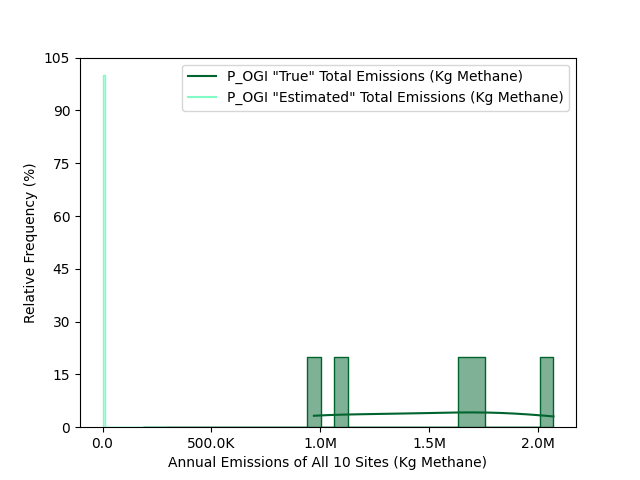 P_OGI "True" Total Emissions (Kg Methane)
P_OGI "Estimated" Total Emissions (Kg Methane)
Relative Frequency (%)
105
90
75
60
45
30
15
0
0.0 500.0K 1.0M 1.5M 2.0M
Annual Emissions of All 10 Sites (Kg Methane)